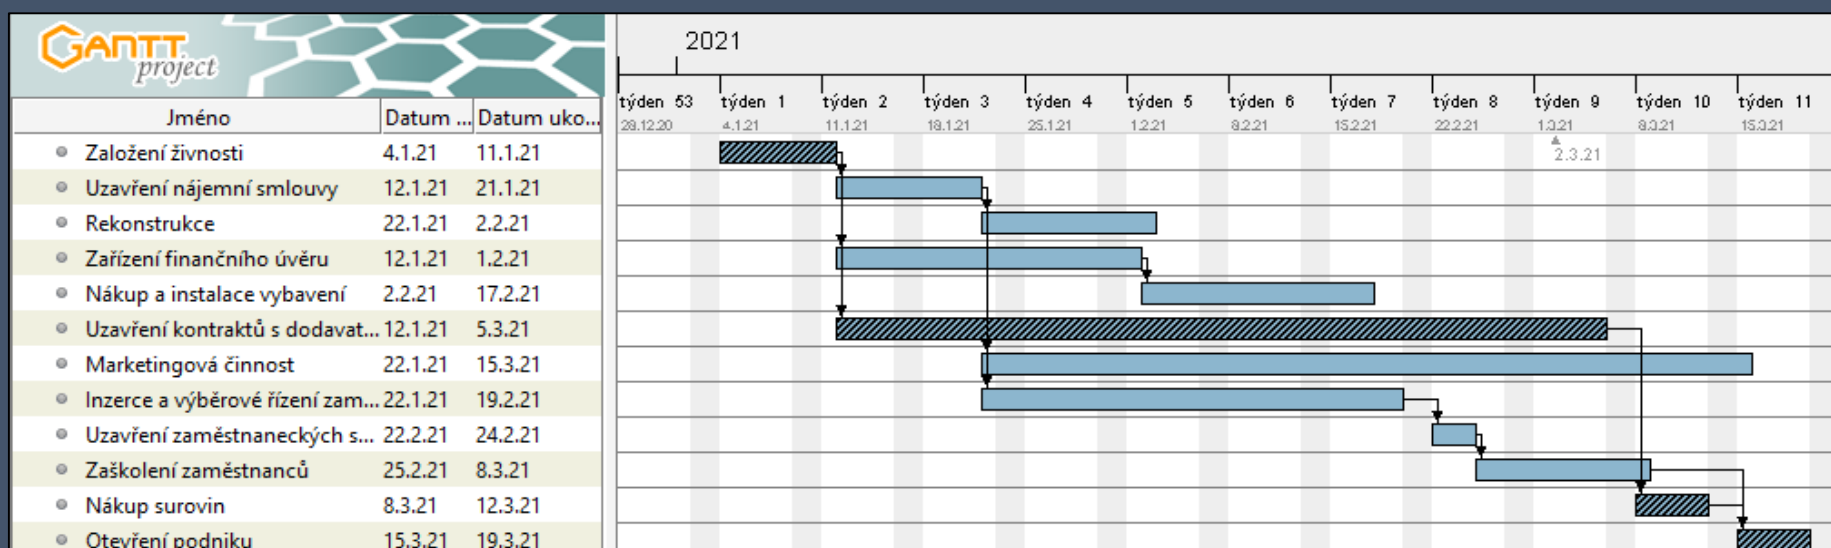 GANTT
project
2021
týden 53 týden 1 týden 2 týden 3 týden 4 týden 5 týden 6 týden 7 týden 8 týden 9 týden 10 týden 11
28.12.20 4.1.21 11.1.21 18.1.21 25.1.21 1.2.21 8.2.21 15.2.21 22.2.21 1.3.21 8.3.21 15.3.21
2.3.21
Jméno Datum ... Datum uko...
Založení živnosti 4.1.21 11.1.21
Uzavření nájemní smlouvy 12.1.21 21.1.21
Rekonstrukce 22.1.21 2.2.21
Zařízení finančního úvěru 12.1.21 1.2.21
Nákup a instalace vybavení 2.2.21 17.2.21
Uzavření kontraktů s dodavat... 12.1.21 5.3.21
Marketingová činnost 22.1.21 15.3.21
Inzerce a výběrové řízení zam... 22.1.21 19.2.21
Uzavření zaměstnaneckých s... 22.2.21 24.2.21
Zaškolení zaměstnanců 25.2.21 8.3.21
Nákup surovin 8.3.21 12.3.21
Otevření podniku 15.3.21 19.3.21